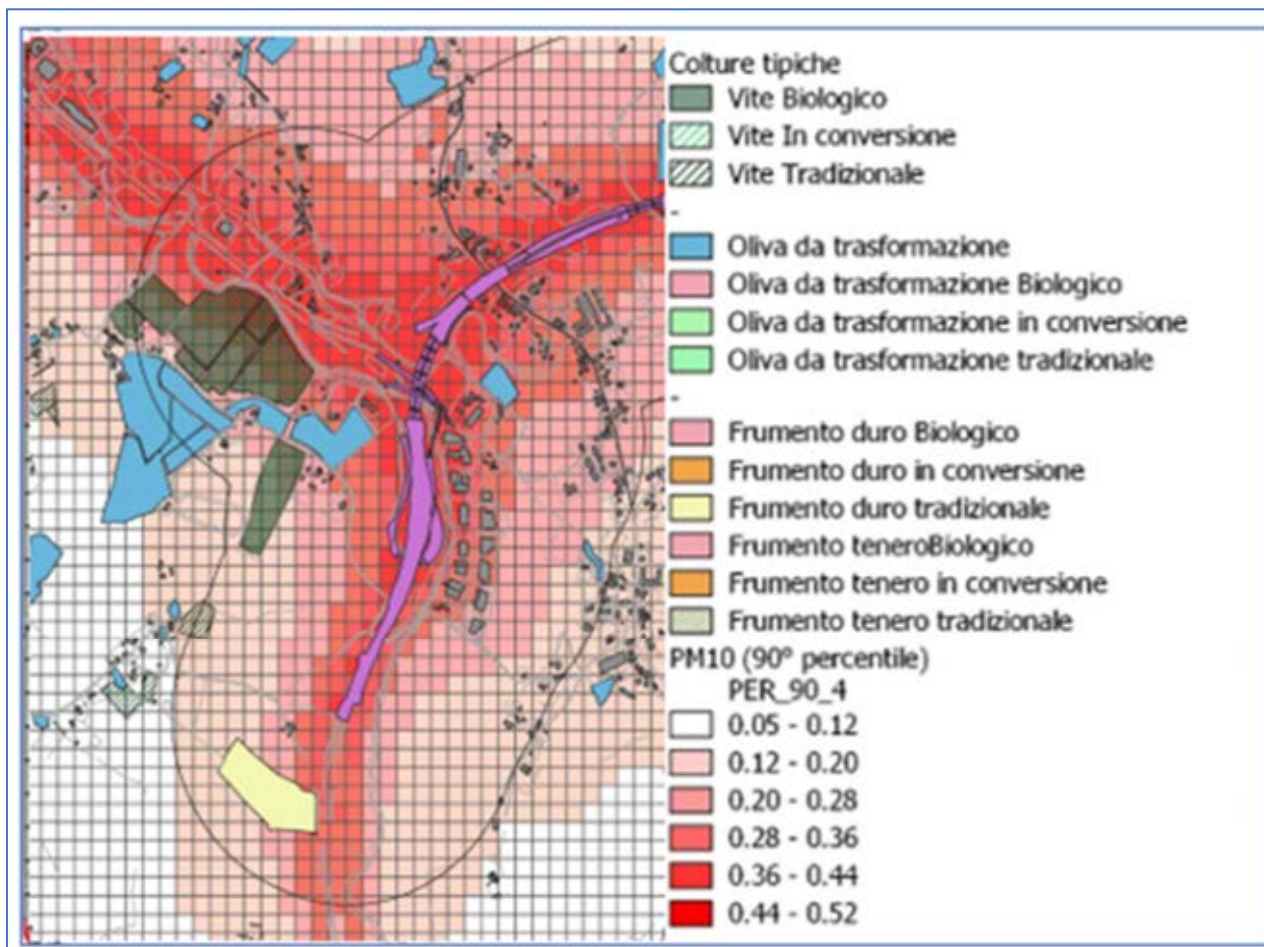 Colture tipiche
Vite Biologico
Vite In conversione
Vite Tradizionale
-
Oliva da trasformazione
Oliva da trasformazione Biologico
Oliva da trasformazione in conversione
Oliva da trasformazione tradizionale
-
Frumento duro Biologico
Frumento duro in conversione
Frumento duro tradizionale
Frumento teneroBiologico
Frumento tenero in conversione
Frumento tenero tradizionale
PM10 (90° percentile)
PER_90_4
0.05 - 0.12
0.12 - 0.20
0.20 - 0.28
0.28 - 0.36
0.36 - 0.44
0.44 - 0.52